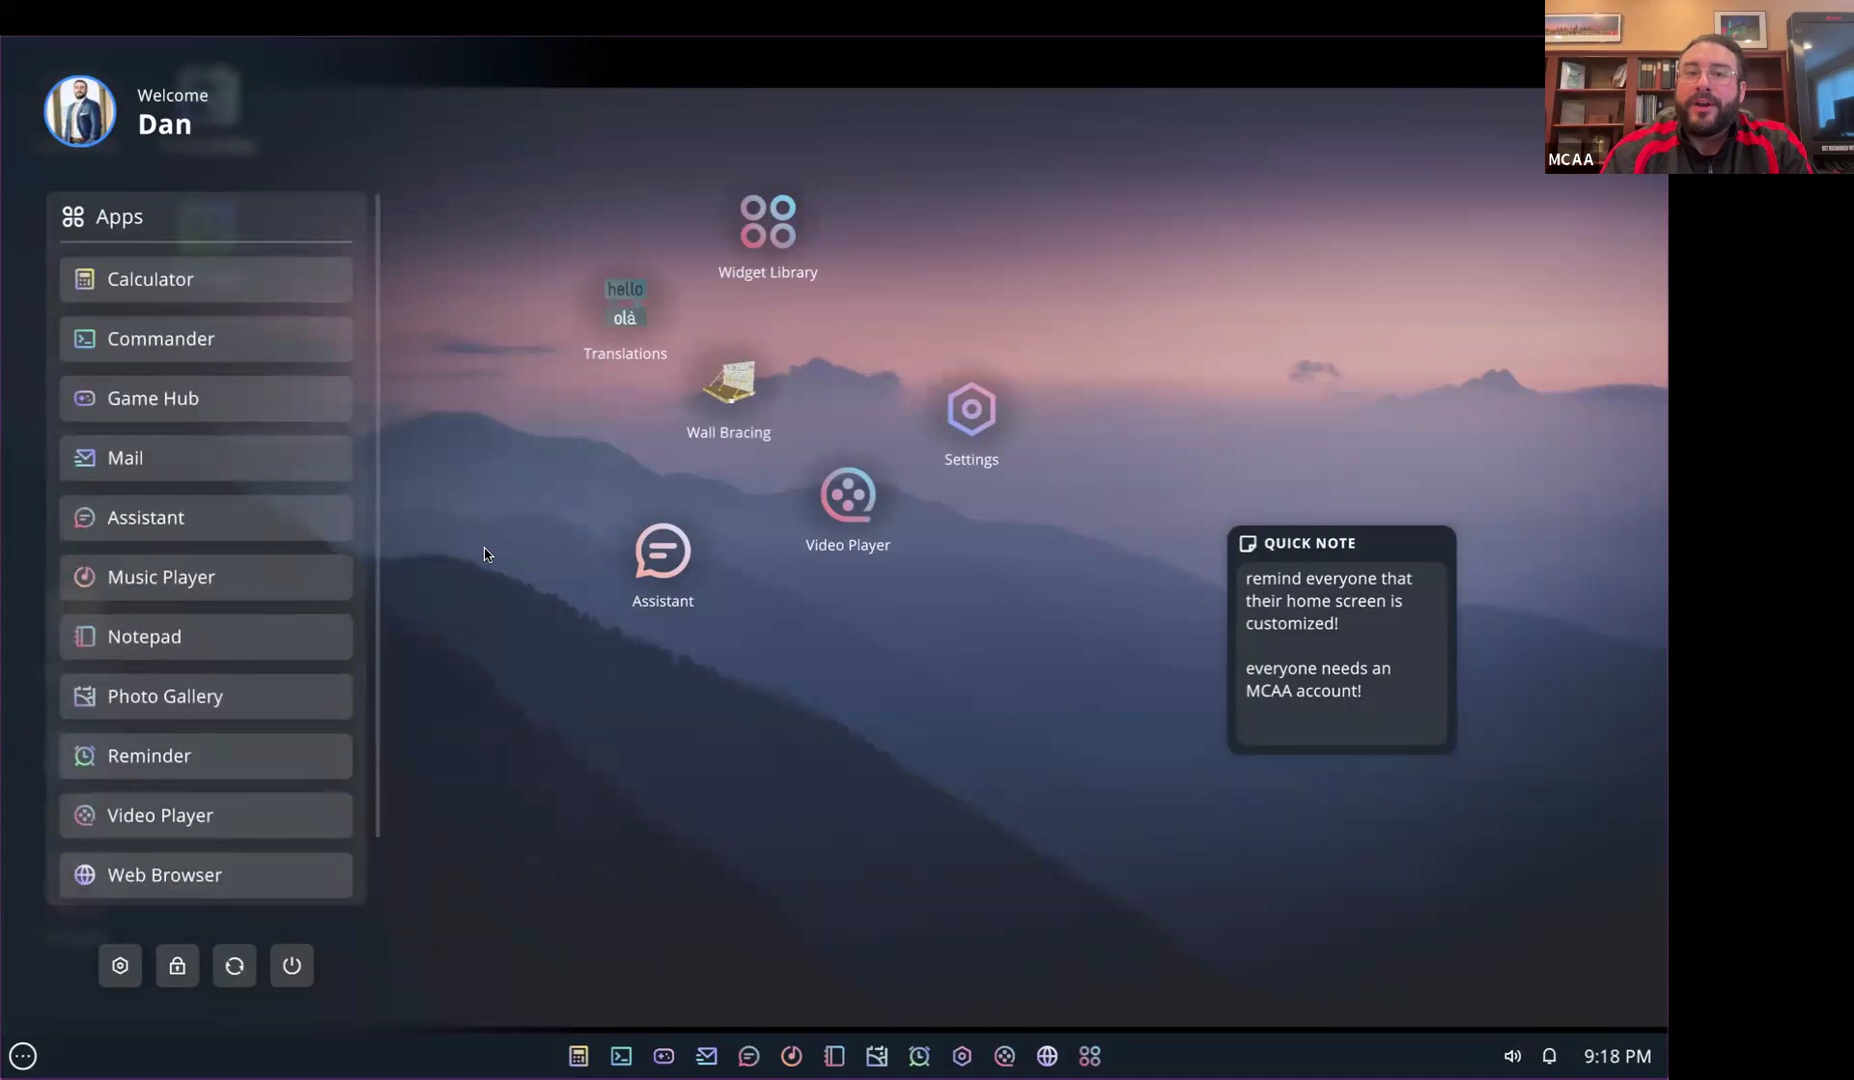 Welcome
Dan
Apps
Calculator
Commander
Game Hub
Mail
Assistant
Music Player
Notepad
Photo Gallery
Reminder
Video Player
Web Browser
Widget Library
hello
olà
Translations
Wall Bracing
Settings
Video Player
Assistant
QUICK NOTE
remind everyone that
their home screen is
customized!
everyone needs an
MCAA account!
MCAA
9:18 PM